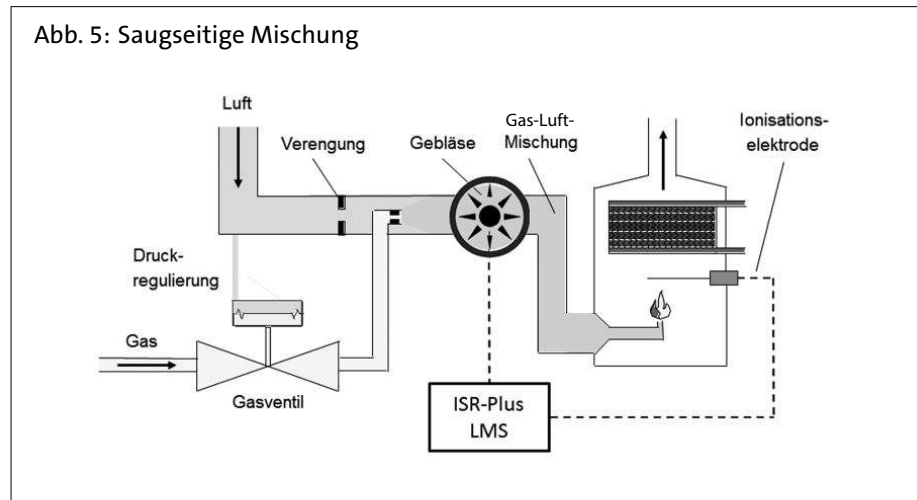 Abb. 5: Saugseitige Mischung
Luft
Verengung
Gebläse
Gas-Luft-
Mischung
Ionisations-
elektrode
Druck-
regulierung
Gas
Gasventil
ISR-Plus
LMS